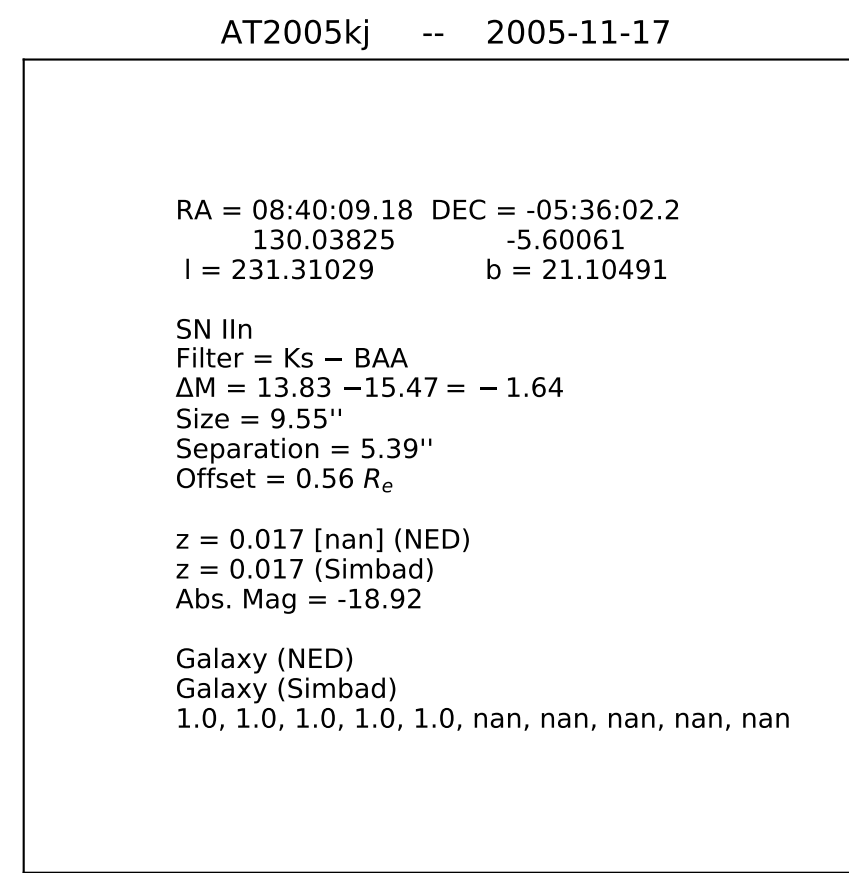 AT2005kj -- 2005-11-17
RA = 08:40:09.18 DEC = -05:36:02.2
130.03825 -5.60061
l = 231.31029 b = 21.10491
SN IIn
Filter = Ks − BAA
ΔM = 13.83 −15.47 = − 1.64
Size = 9.55''
Separation = 5.39''
Offset = 0.56 Re
z = 0.017 [nan] (NED)
z = 0.017 (Simbad)
Abs. Mag = -18.92
Galaxy (NED)
Galaxy (Simbad)
1.0, 1.0, 1.0, 1.0, 1.0, nan, nan, nan, nan, nan